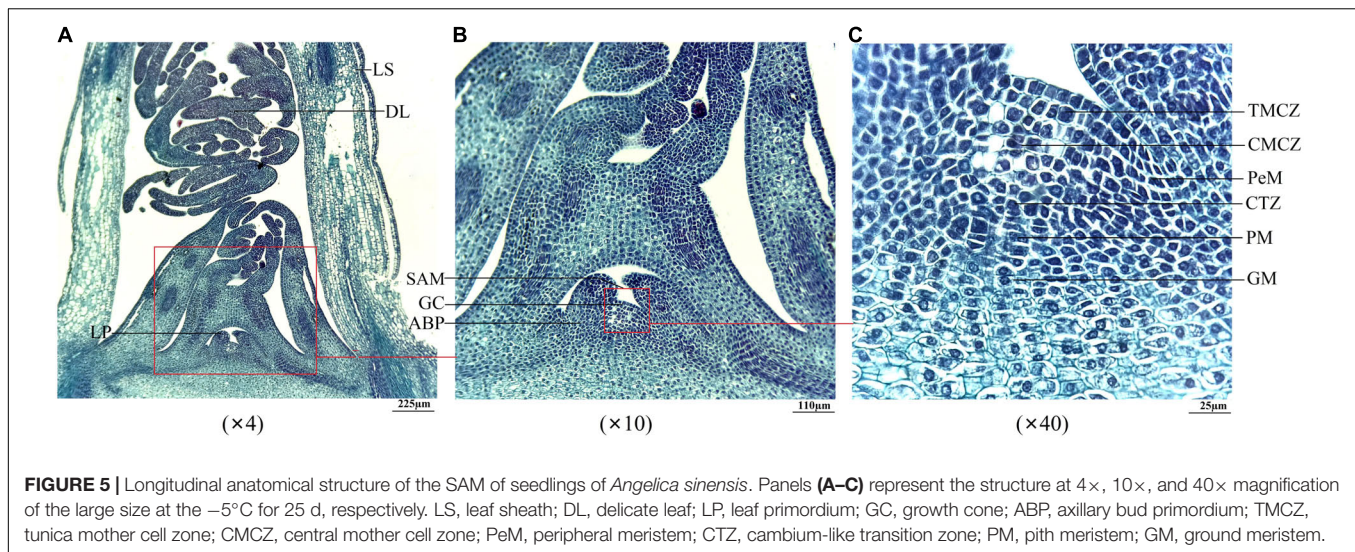 A
LS
DL
LP
225μm
(×4)
B
SAM
GC
ABP
110μm
(×10)
C
TMCZ
CMCZ
PeM
CTZ
PM
GM
25μm
(×40)
FIGURE 5 | Longitudinal anatomical structure of the SAM of seedlings of Angelica sinensis. Panels (A–C) represent the structure at 4×, 10×, and 40× magnification
of the large size at the −5°C for 25 d, respectively. LS, leaf sheath; DL, delicate leaf; LP, leaf primordium; GC, growth cone; ABP, axillary bud primordium; TMCZ,
tunica mother cell zone; CMCZ, central mother cell zone; PeM, peripheral meristem; CTZ, cambium-like transition zone; PM, pith meristem; GM, ground meristem.